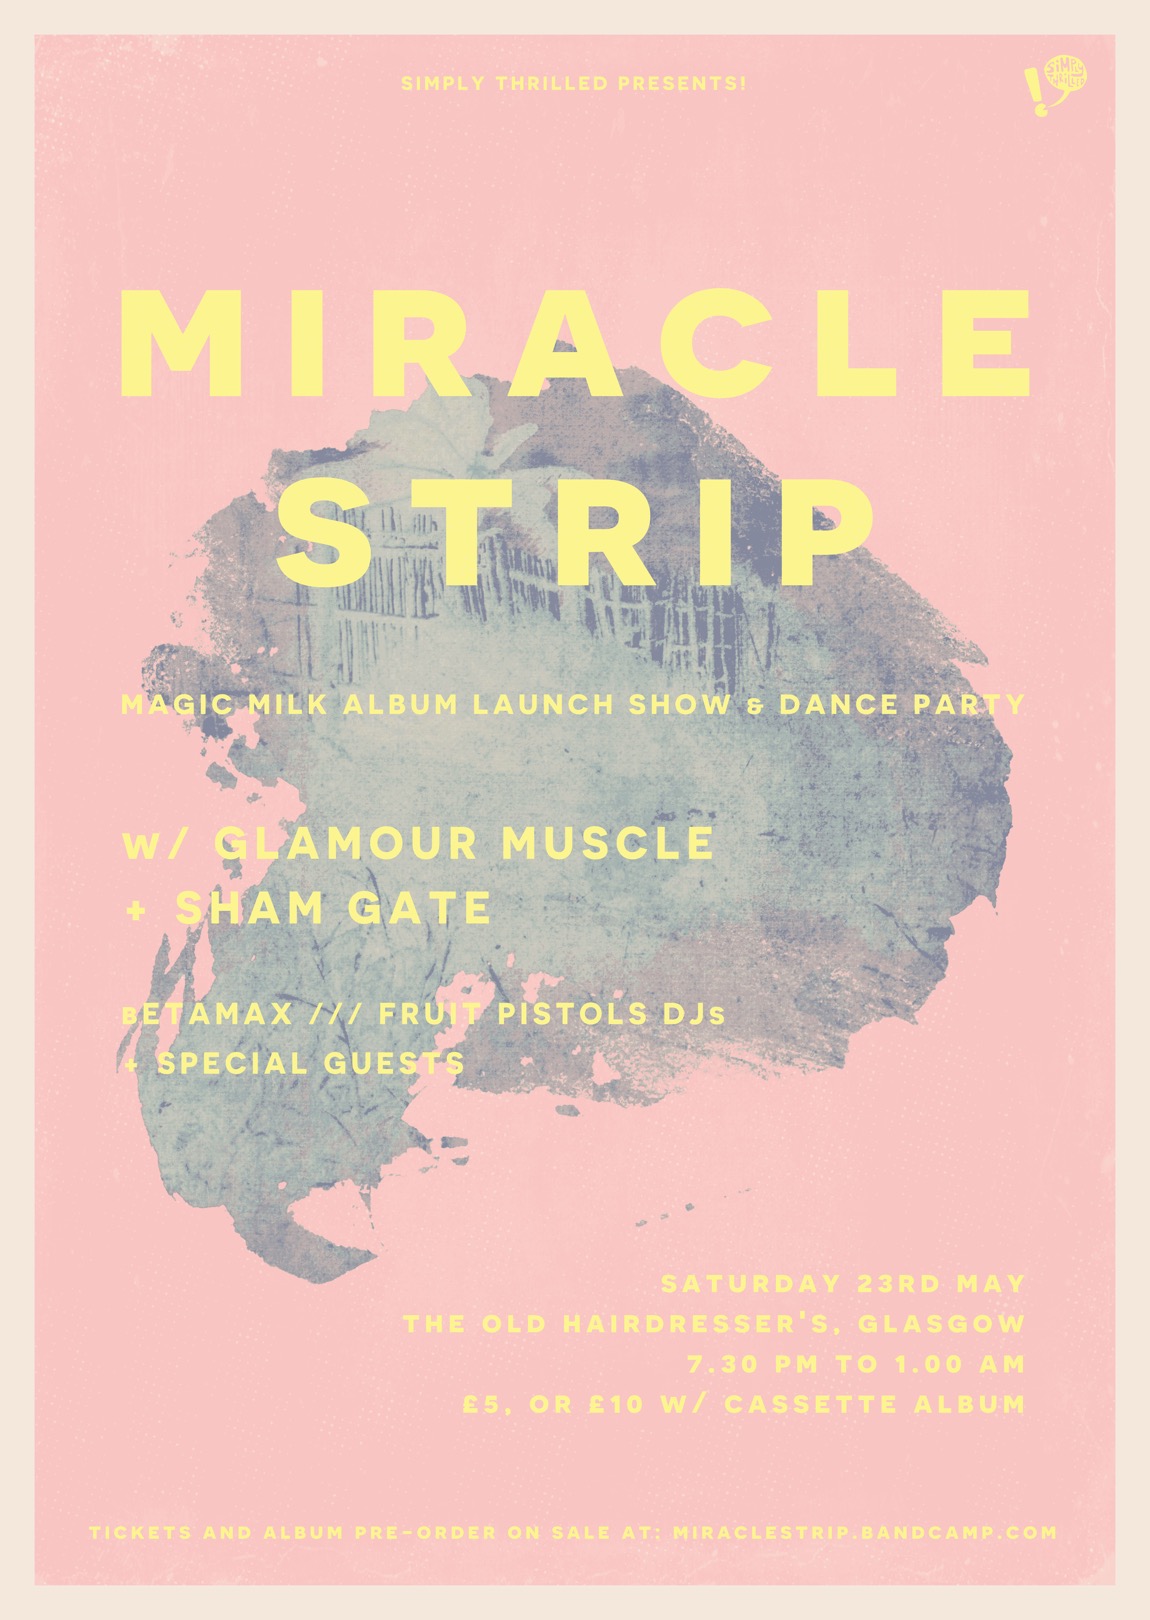 SIMPLY THRILLED PRESENTS!
SIMPLY THRILLED
MIRACLE
STRIP
MAGIC MILK ALBUM LAUNCH SHOW & DANCE PARTY
W/ GLAMOUR MUSCLE
+ SHAM GATE
BETAMAX /// FRUIT PISTOLS DJs
+ SPECIAL GUESTS
SATURDAY 23RD MAY
THE OLD HAIRDRESSER'S, GLASGOW
7.30 PM TO 1.00 AM
£5, OR £10 W/ CASSETTE ALBUM
TICKETS AND ALBUM PRE-ORDER ON SALE AT: MIRACLESTRIP.BANDCAMP.COM